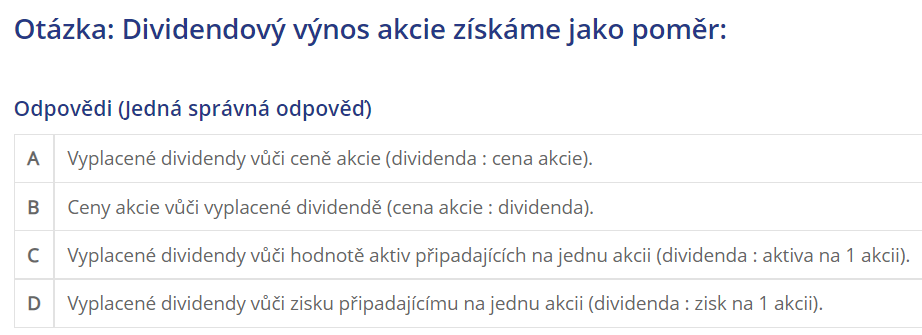 Otázka: Dividendový výnos akcie získáme jako poměr:
Odpovědi (Jedná správná odpověď)
A Vyplacené dividendy vůči ceně akcie (dividenda : cena akcie).
B Ceny akcie vůči vyplacené dividendě (cena akcie : dividenda).
C Vyplacené dividendy vůči hodnotě aktiv připadajících na jednu akcii (dividenda : aktiva na 1 akcii).
D Vyplacené dividendy vůči zisku připadajícímu na jednu akcii (dividenda : zisk na 1 akcii).